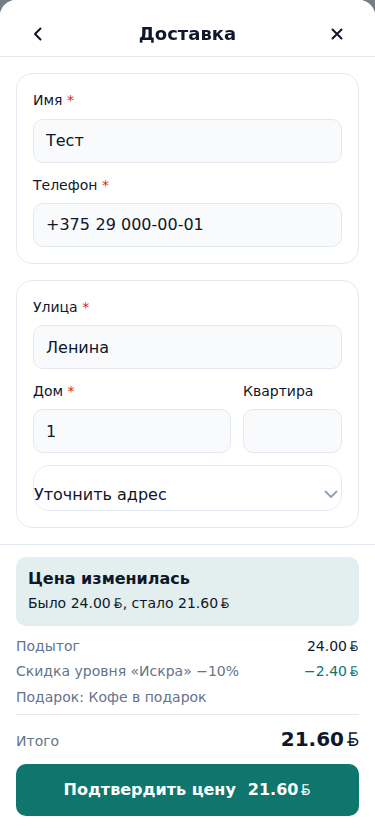 Доставка
Имя *
Тест
Телефон *
+375 29 000-00-01
Улица *
Ленина
Дом *
Квартира
1
Уточнить адрес
Цена изменилась
Было 24.00 Ƃ, стало 21.60 Ƃ
Подытог
24.00 Ƃ
Скидка уровня «Искра» −10%
−2.40 Ƃ
Подарок: Кофе в подарок
Итого
21.60 Ƃ
Подтвердить цену 21.60 Ƃ